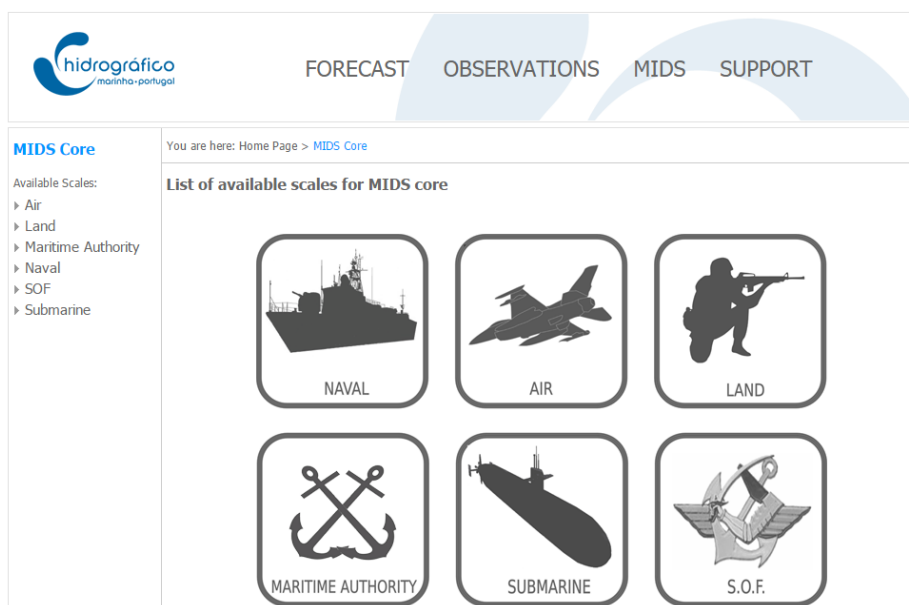 hidrográfico
marinha-portugal
FORECAST OBSERVATIONS MIDS SUPPORT
MIDS Core
Available Scales:
Air
Land
Maritime Authority
Naval
SOF
Submarine
You are here: Home Page > MIDS Core
List of available scales for MIDS core
NAVAL
AIR
LAND
MARITIME AUTHORITY
SUBMARINE
S.O.F.